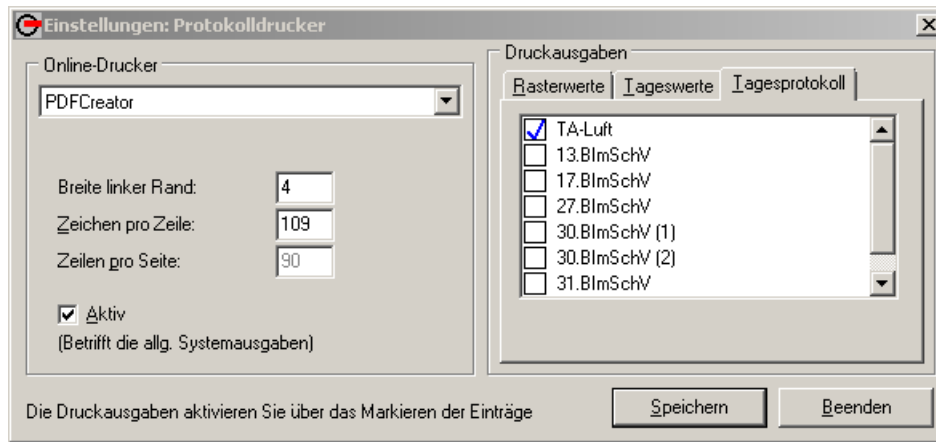 Einstellungen: Protokolldrucker
Online-Drucker
PDFCreator
Breite linker Rand: 4
Zeichen pro Zeile: 109
Zeilen pro Seite: 90
Aktiv
(Betrifft die allg. Systemausgaben)
Druckausgaben
Rasterwerte Tageswerte Tagesprotokoll
TA-Luft
13.BImSchV
17.BImSchV
27.BImSchV
30.BImSchV (1)
30.BImSchV (2)
31.BImSchV
Die Druckausgaben aktivieren Sie über das Markieren der Einträge
Speichern Beenden